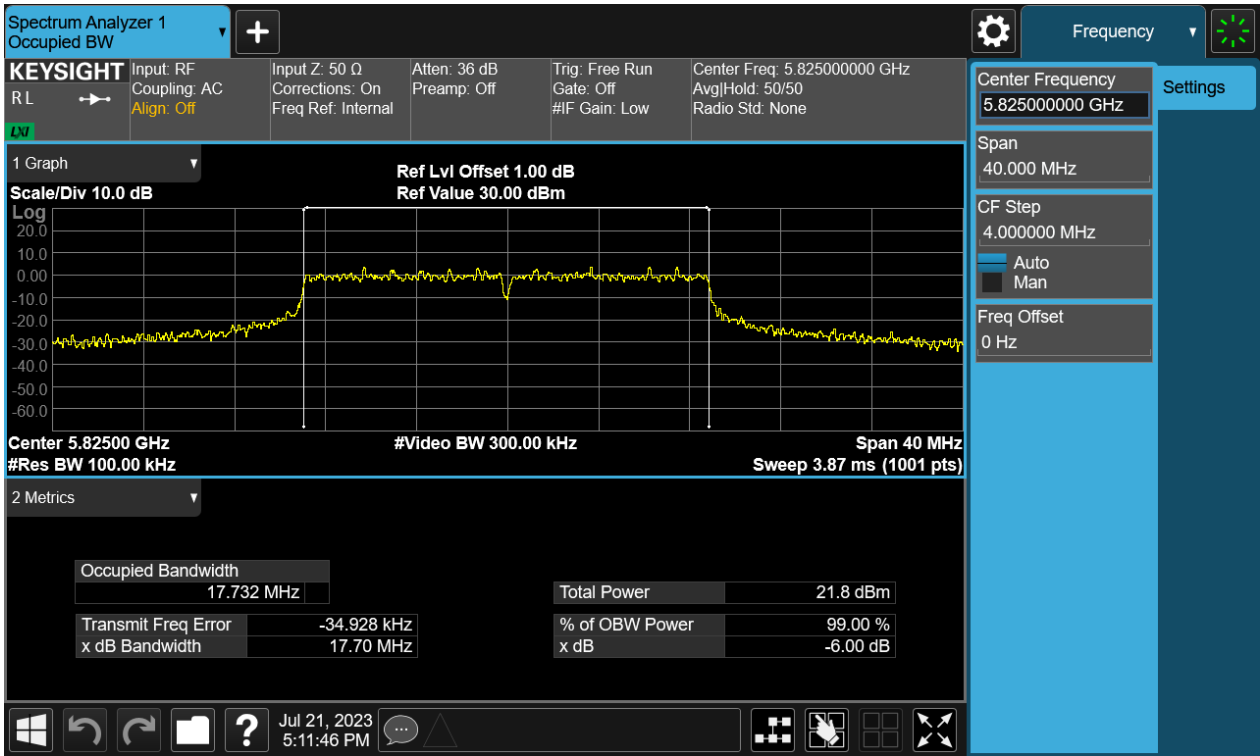 Spectrum Analyzer 1
Occupied BW
Frequency
KEYSIGHT
RL
LXI
Input: RF
Coupling: AC
Align: Off
Input Z: 50 Ω
Corrections: On
Freq Ref: Internal
Atten: 36 dB
Preamp: Off
Trig: Free Run
Gate: Off
#IF Gain: Low
Center Freq: 5.825000000 GHz
Avg|Hold: 50/50
Radio Std: None
Center Frequency
5.825000000 GHz
Settings
Span
40.000 MHz
CF Step
4.000000 MHz
Auto
Man
Freq Offset
0 Hz
1 Graph
Scale/Div 10.0 dB
Ref Lvl Offset 1.00 dB
Ref Value 30.00 dBm
Log
20.0
10.0
0.00
-10.0
-20.0
-30.0
-40.0
-50.0
-60.0
Center 5.82500 GHz
#Video BW 300.00 kHz
Span 40 MHz
#Res BW 100.00 kHz
Sweep 3.87 ms (1001 pts)
2 Metrics
Occupied Bandwidth
17.732 MHz
Total Power 21.8 dBm
Transmit Freq Error -34.928 kHz
% of OBW Power 99.00 %
x dB Bandwidth 17.70 MHz
x dB -6.00 dB
Jul 21, 2023
5:11:46 PM